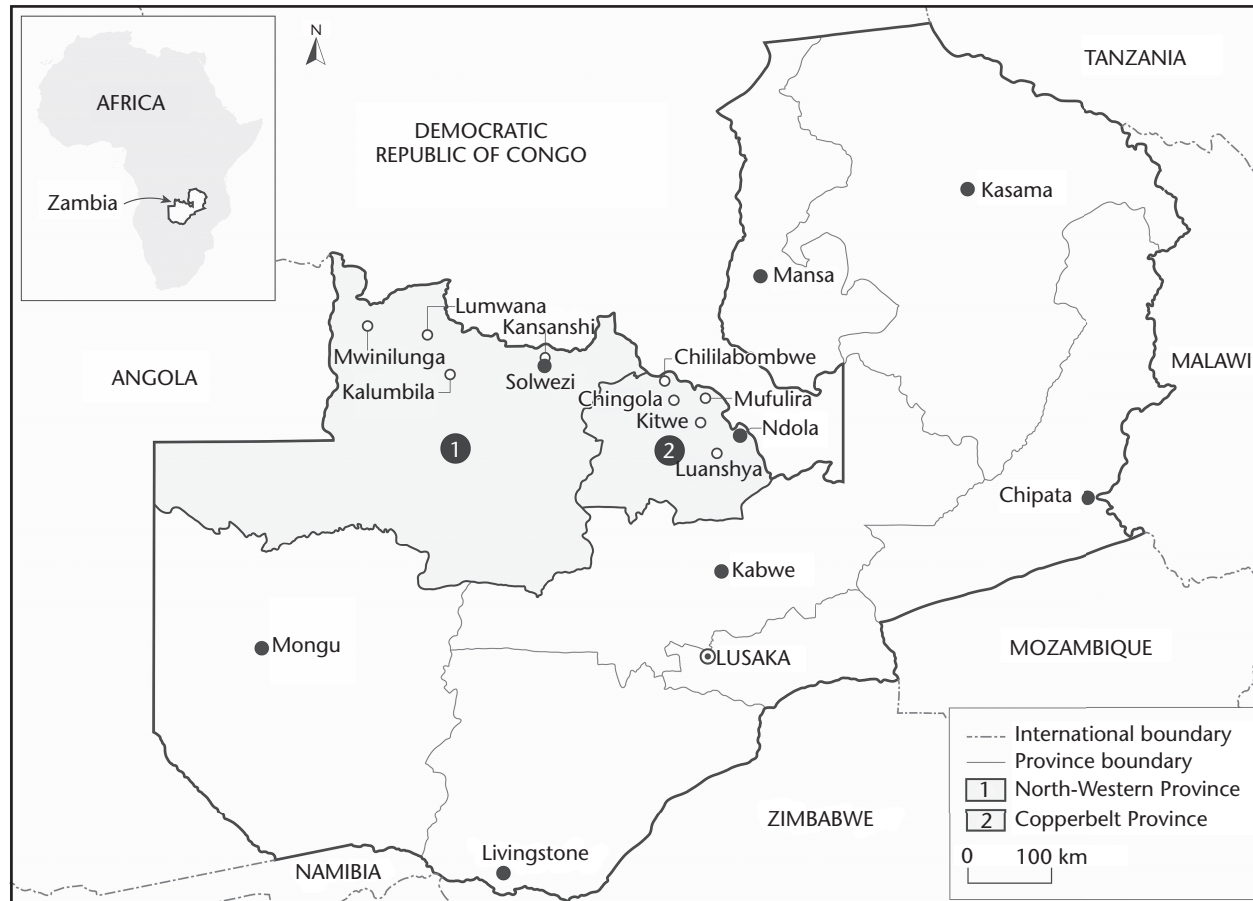 AFRICA
Zambia
N
TANZANIA
DEMOCRATIC
REPUBLIC OF CONGO
Kasama
Mansa
Lumwana
Kansanshi
Mwinilunga
Solwezi
Kalumbila
Chililabombwe
Chingola
Mufulira
Kitwe
Ndola
Luanshya
ANGOLA
MALAWI
1
2
Chipata
Kabwe
Mongu
LUSAKA
MOZAMBIQUE
ZIMBABWE
Livingstone
NAMIBIA
International boundary
Province boundary
1 North-Western Province
2 Copperbelt Province
0 100 km